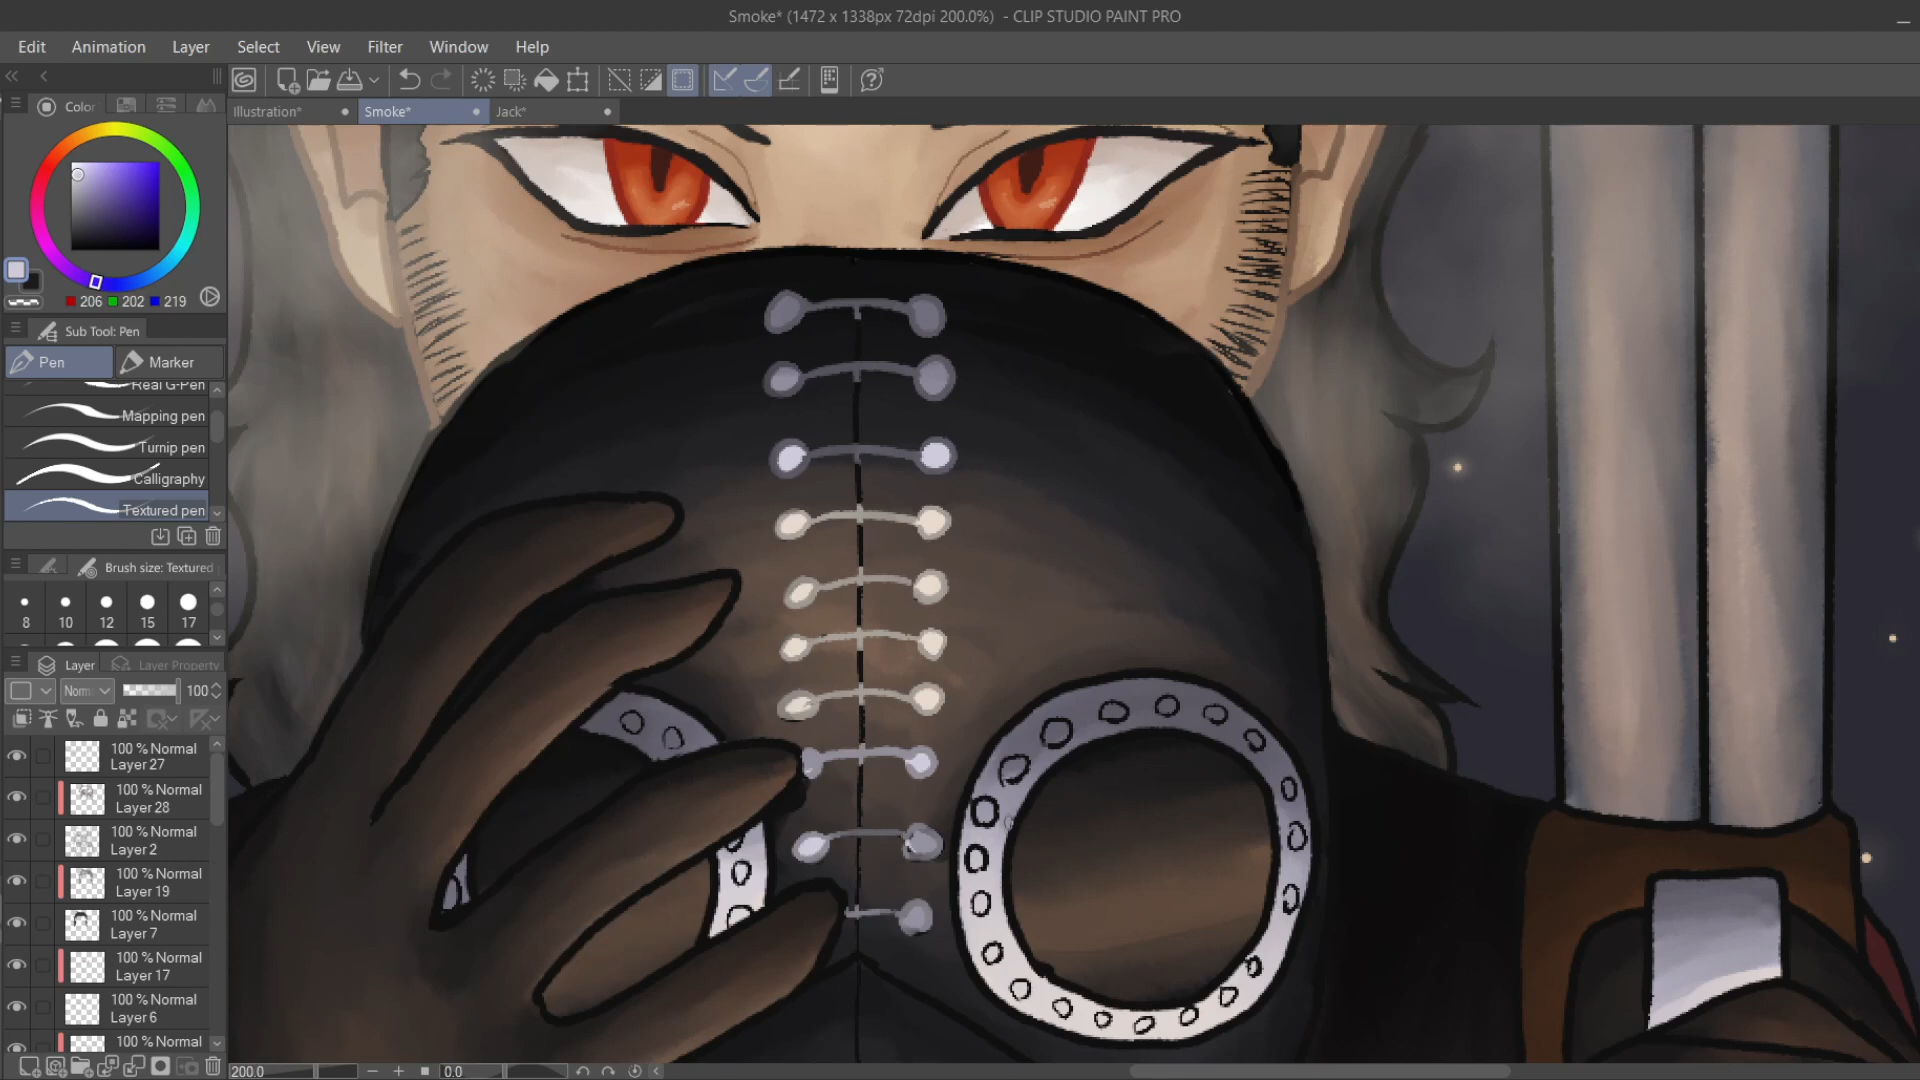 Smoke* (1472 x 1338px 72dpi 200.0%) - CLIP STUDIO PAINT PRO
Edit Animation Layer Select View Filter Window Help
Illustration* Smoke* Jack*
Color
206 202 219
Sub Tool: Pen
Pen Marker
Real G-Pen
Mapping pen
Turnip pen
Calligraphy
Textured pen
Brush size: Textured
8 10 12 15 17
Layer Layer Property
Norm 100
100 % Normal
Layer 27
100 % Normal
Layer 28
100 % Normal
Layer 2
100 % Normal
Layer 19
100 % Normal
Layer 7
100 % Normal
Layer 17
100 % Normal
Layer 6
100 % Normal
200.0 0.0